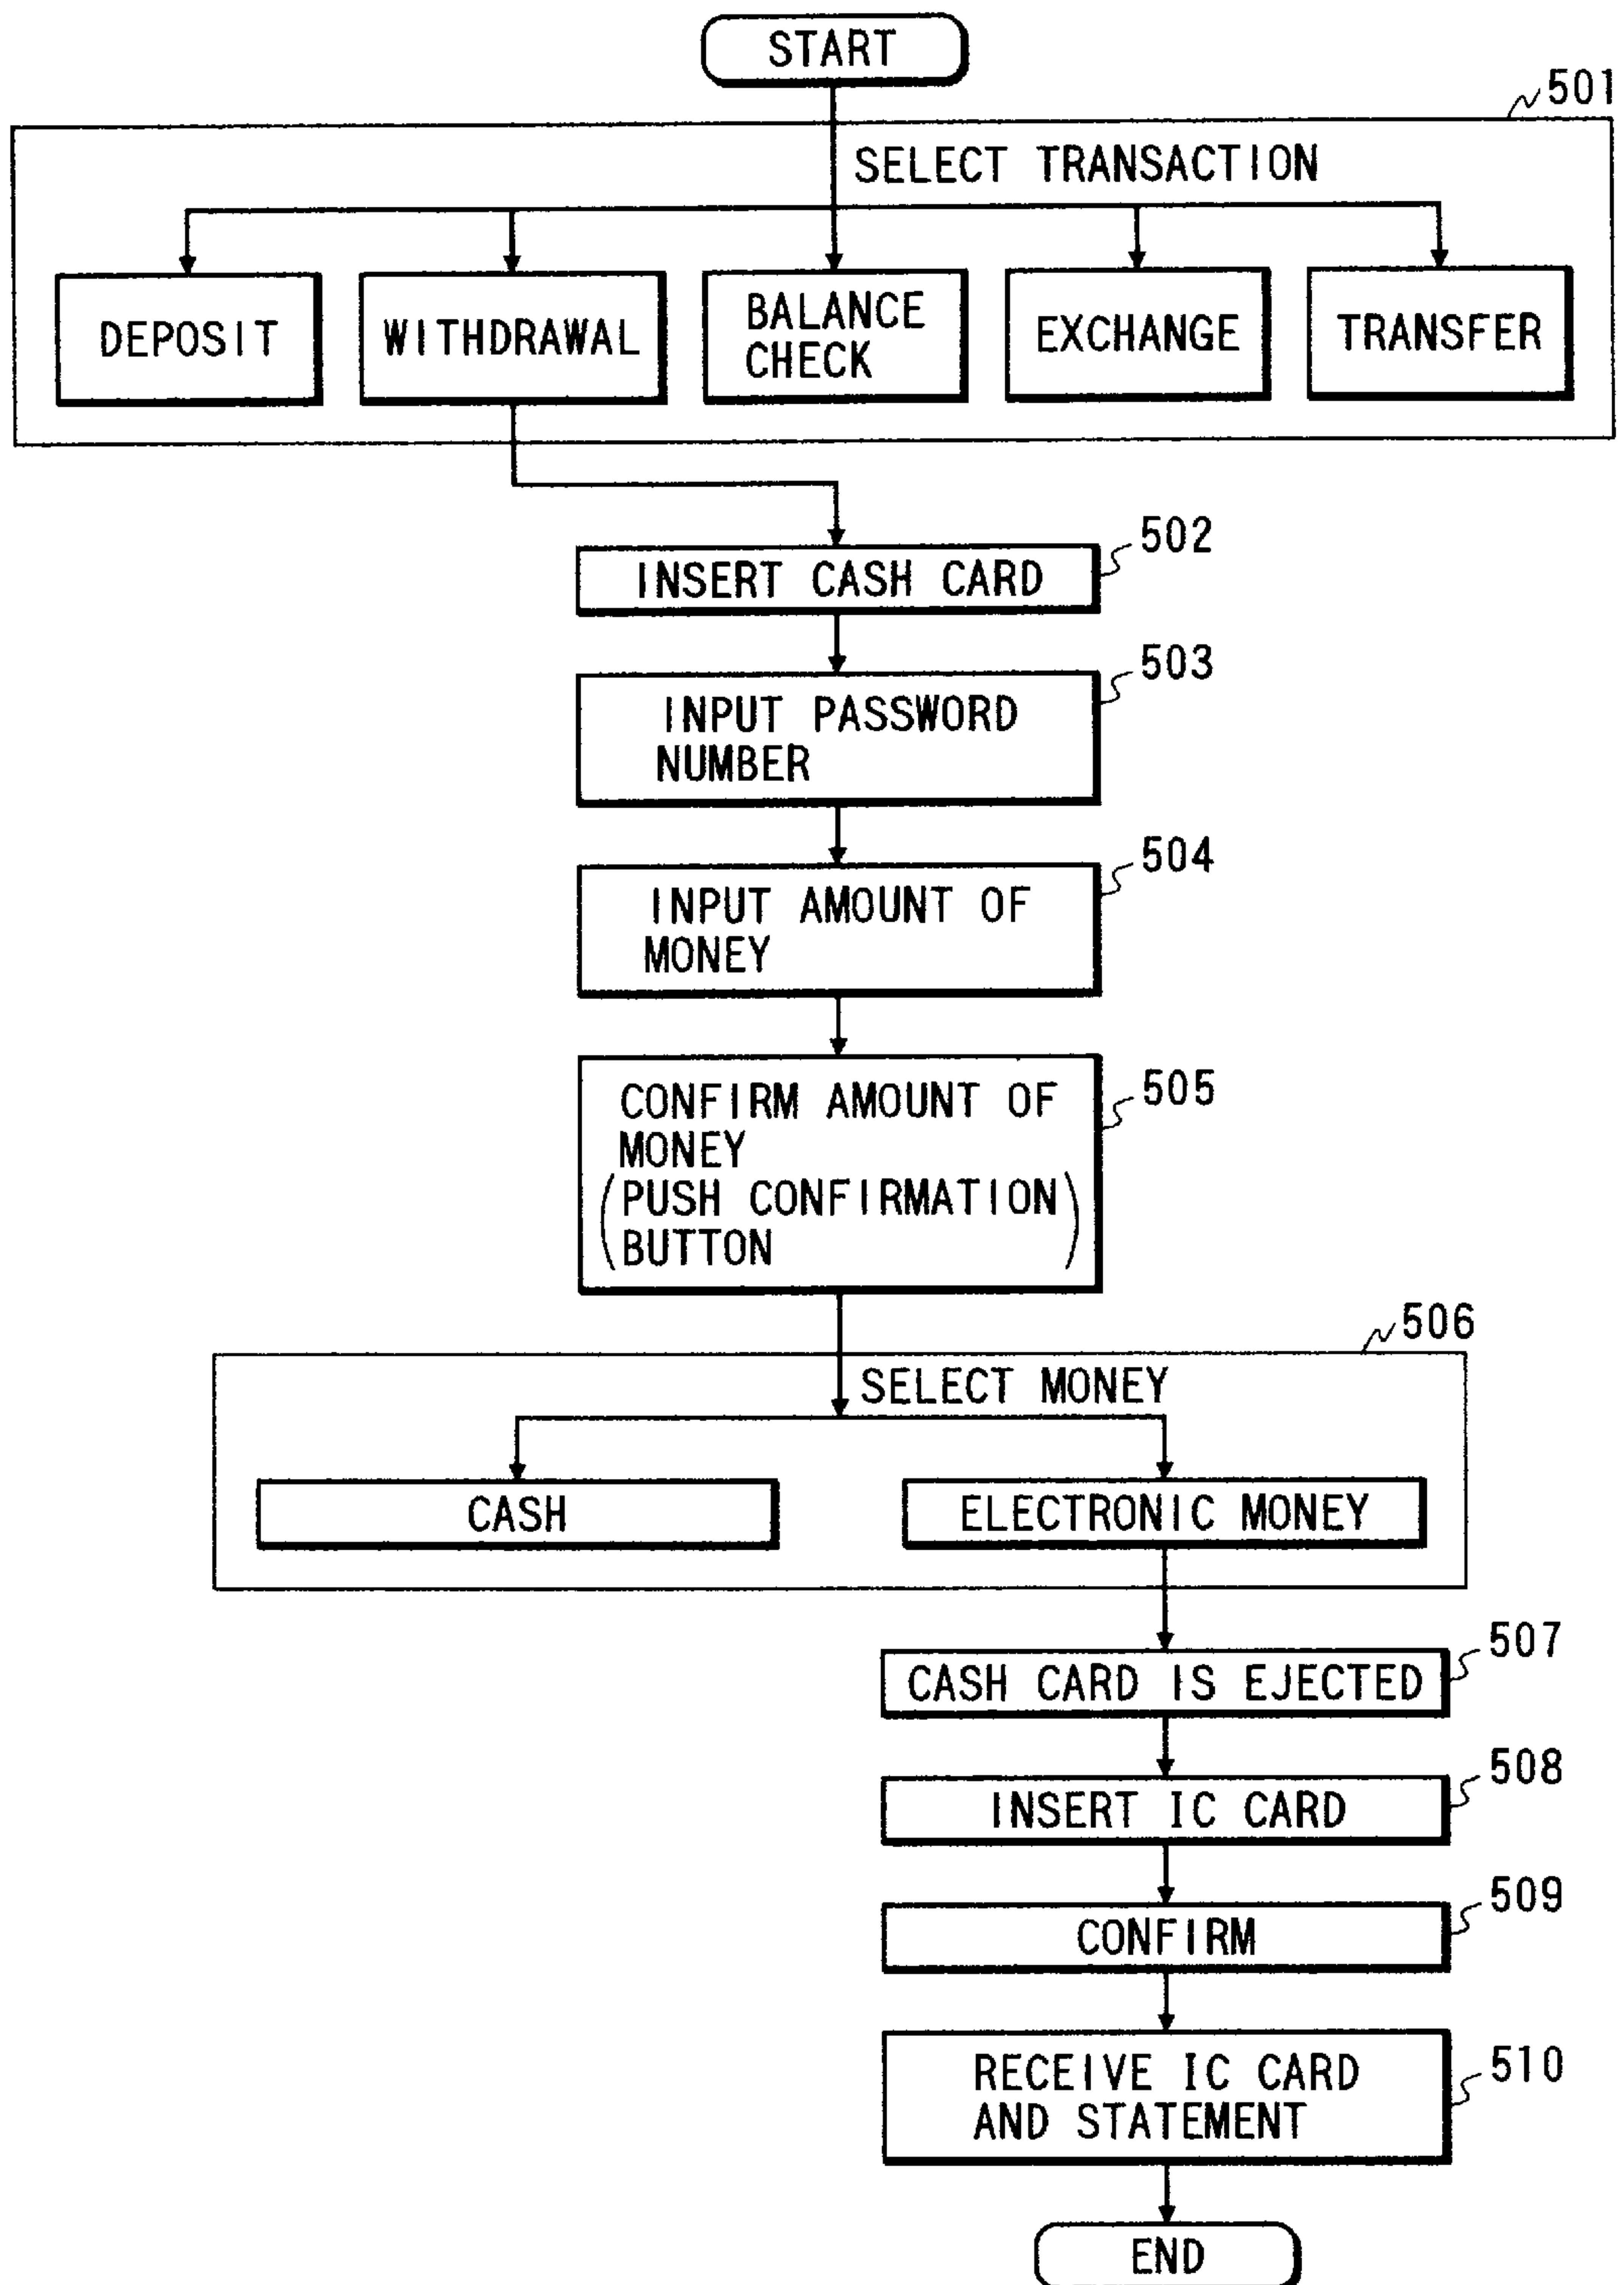 START
501
SELECT TRANSACTION
DEPOSIT
WITHDRAWAL
BALANCE
CHECK
EXCHANGE
TRANSFER
502
INSERT CASH CARD
503
INPUT PASSWORD
NUMBER
504
INPUT AMOUNT OF
MONEY
505
CONFIRM AMOUNT OF
MONEY
(PUSH CONFIRMATION
BUTTON)
506
SELECT MONEY
CASH
ELECTRONIC MONEY
507
CASH CARD IS EJECTED
508
INSERT IC CARD
509
CONFIRM
510
RECEIVE IC CARD
AND STATEMENT
END